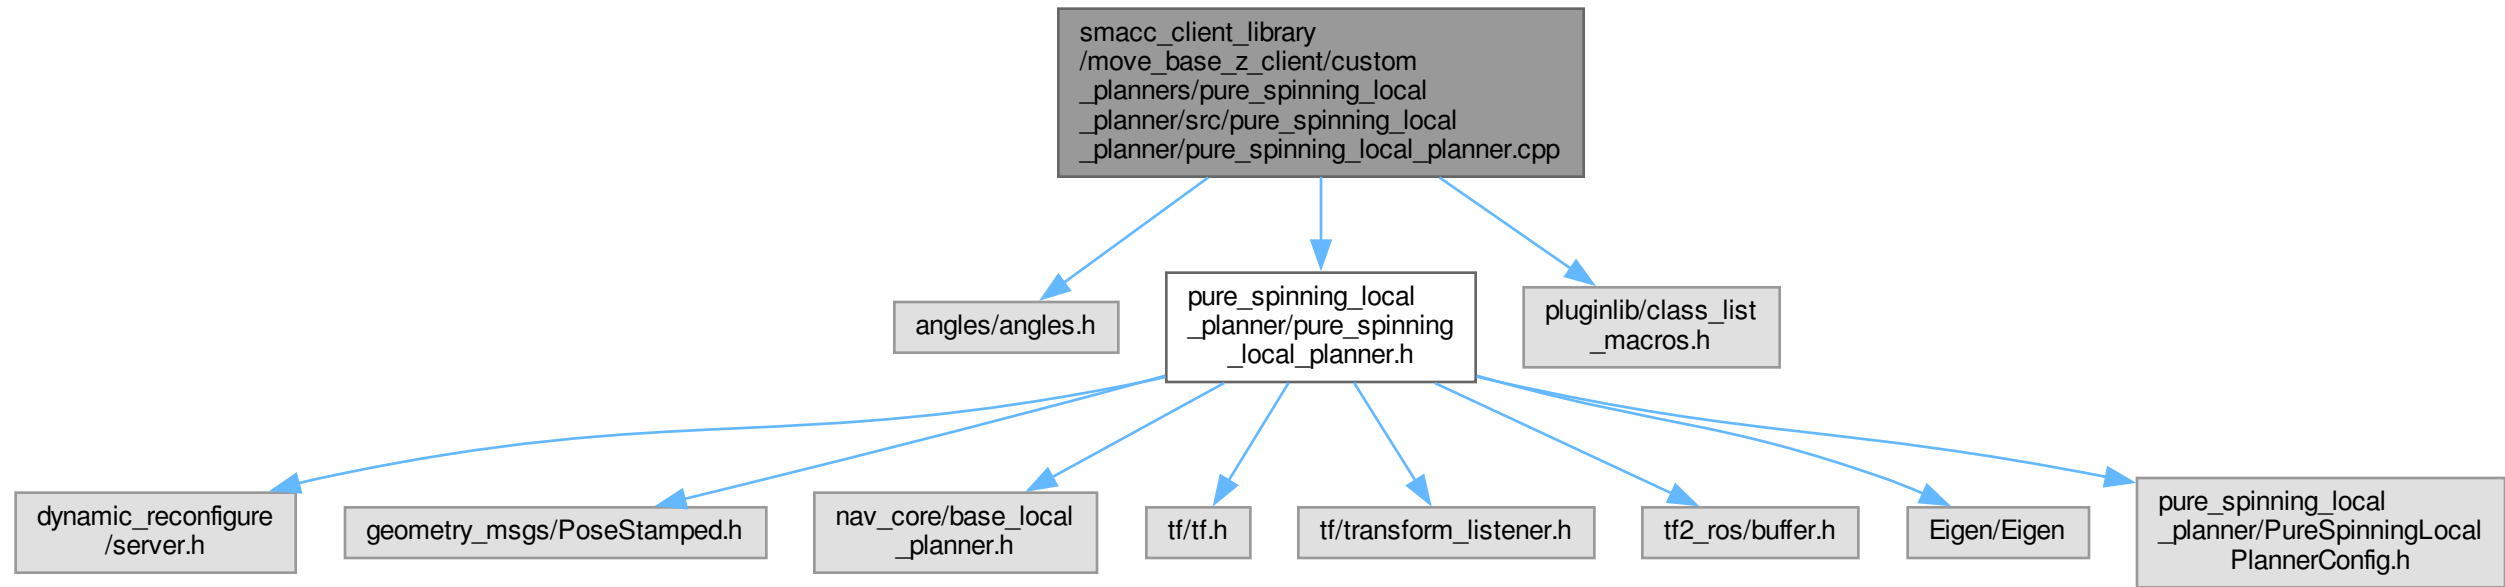 smacc_client_library
/move_base_z_client/custom
_planners/pure_spinning_local
_planner/src/pure_spinning_local
_planner/pure_spinning_local_planner.cpp
angles/angles.h
pure_spinning_local
_planner/pure_spinning
_local_planner.h
pluginlib/class_list
_macros.h
dynamic_reconfigure
/server.h
geometry_msgs/PoseStamped.h
nav_core/base_local
_planner.h
tf/tf.h
tf/transform_listener.h
tf2_ros/buffer.h
Eigen/Eigen
pure_spinning_local
_planner/PureSpinningLocal
PlannerConfig.h